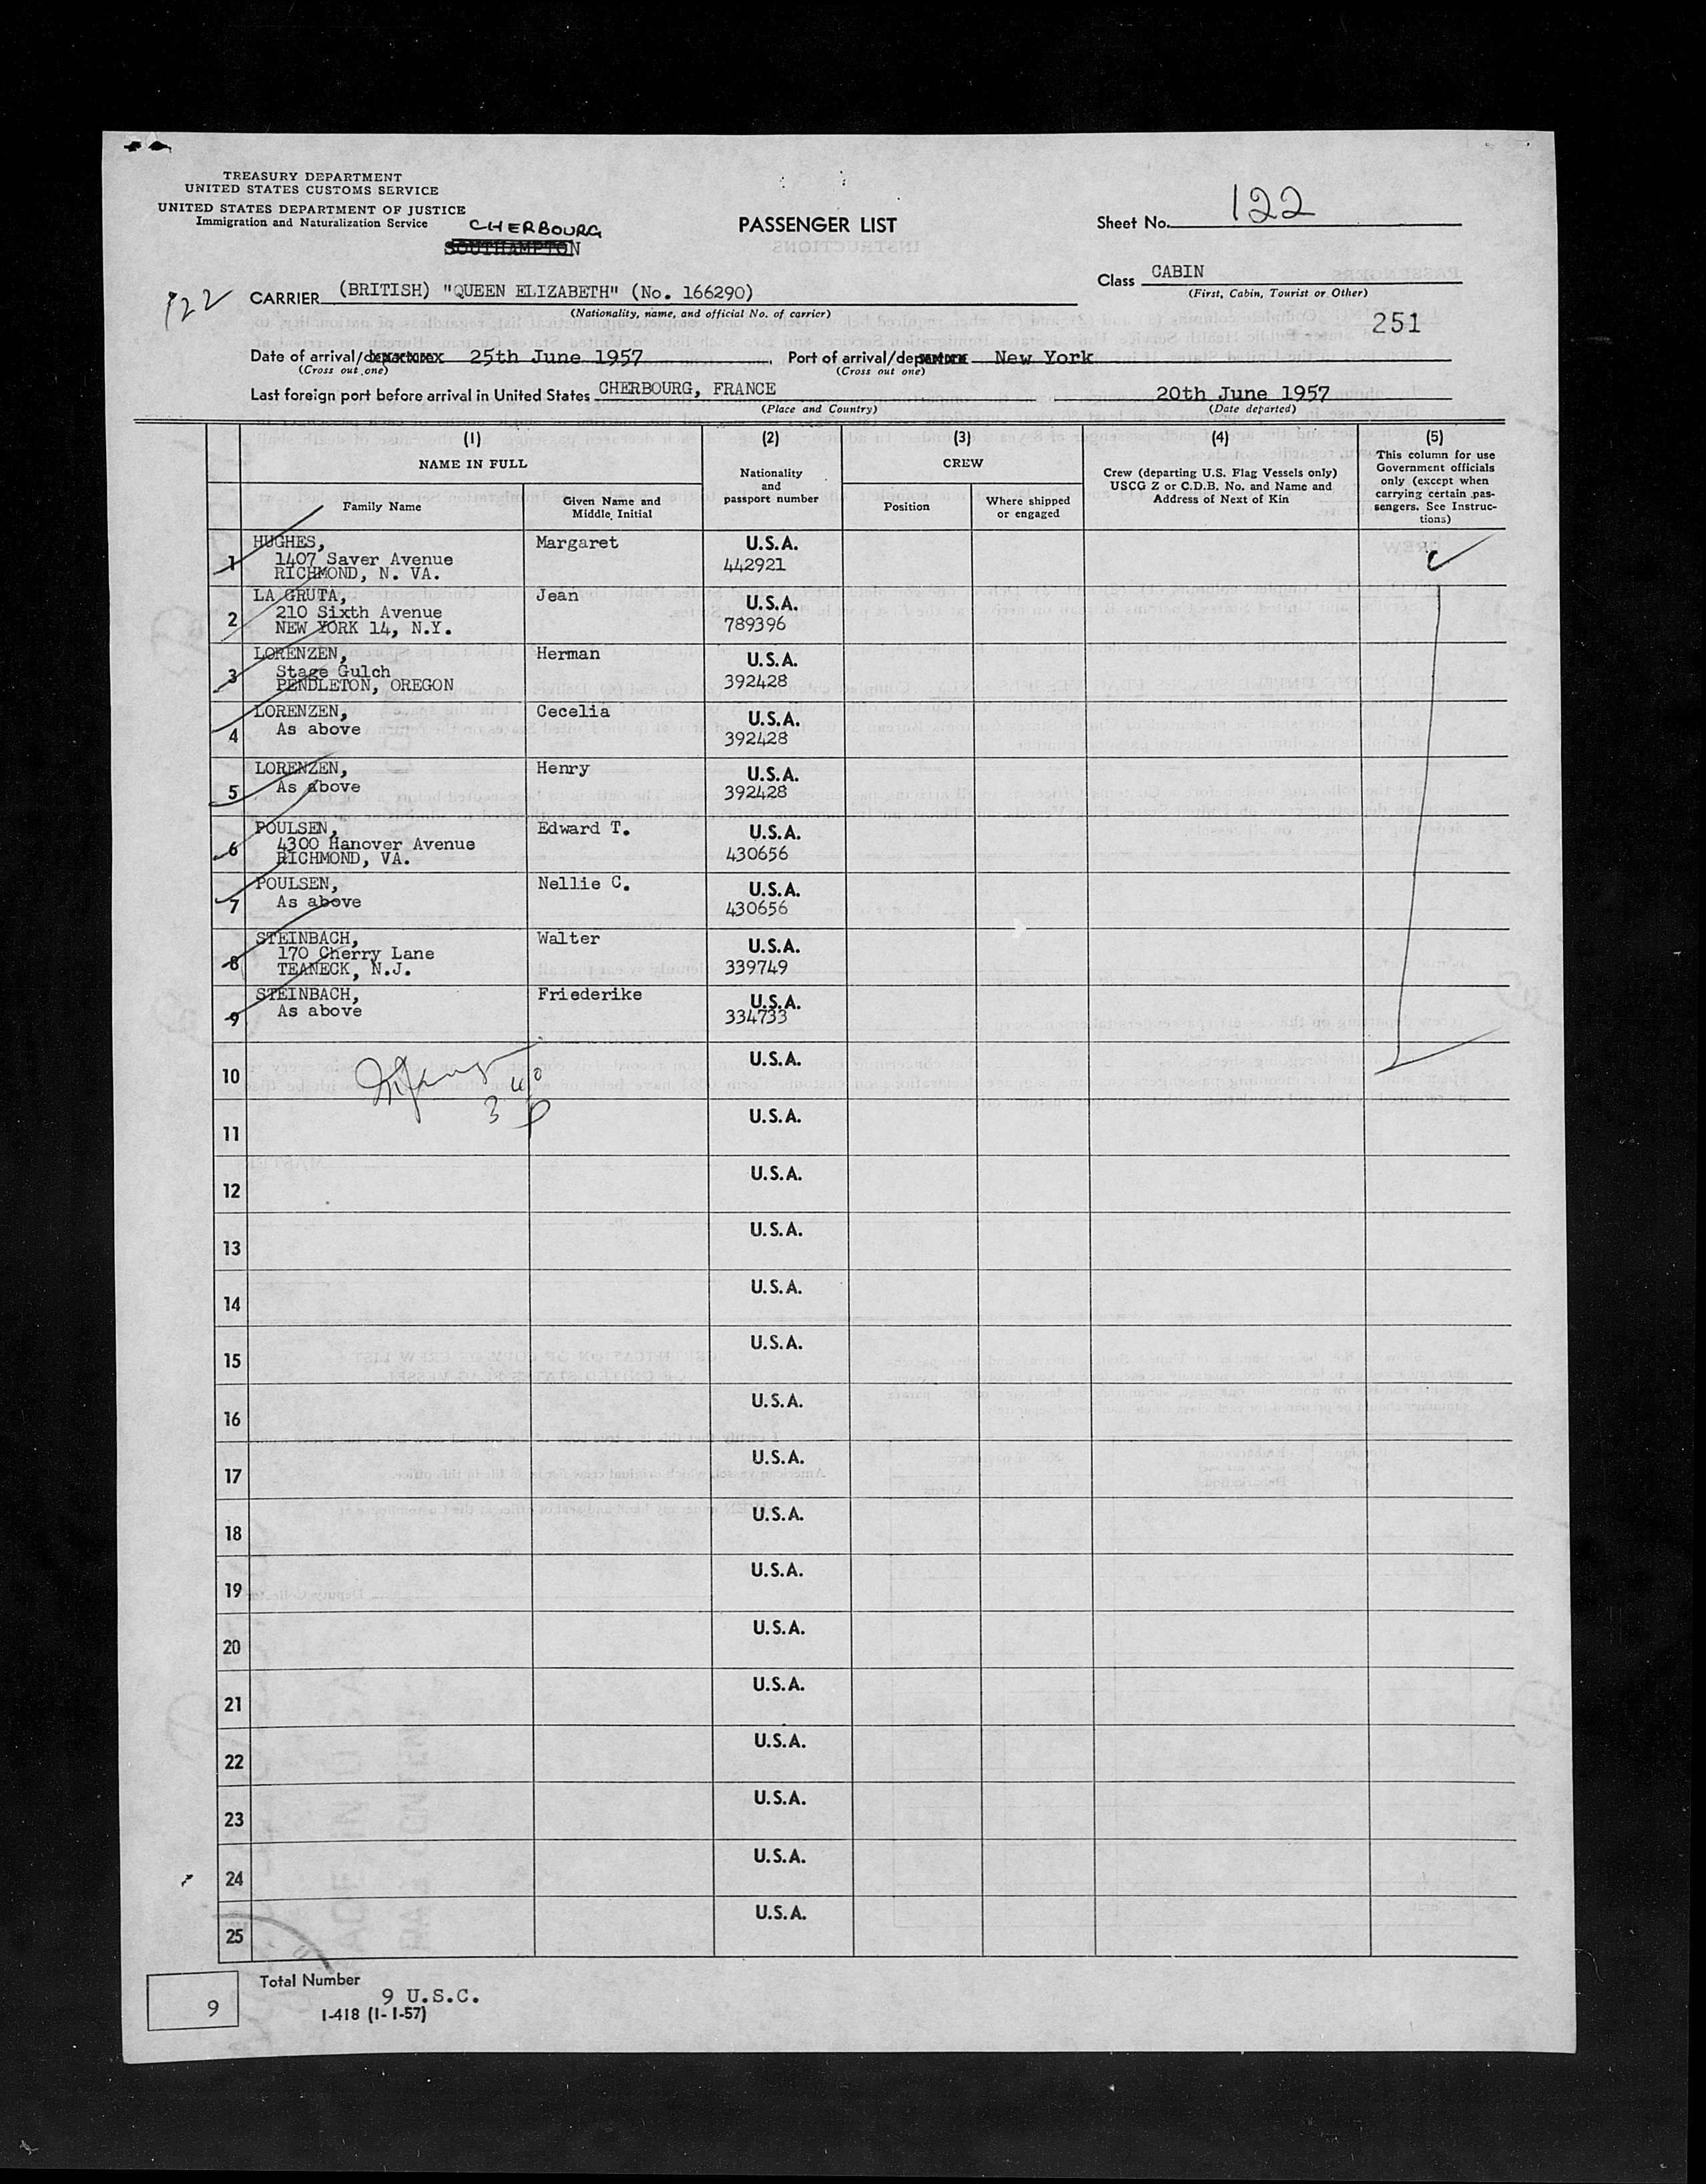 TREASURY DEPARTMENT
UNITED STATES CUSTOMS SERVICE
UNITED STATES DEPARTMENT OF JUSTICE
Immigration and Naturalization Service
CHERBOURG
SOUTHAMPTON
PASSENGER LIST
Sheet No. 122
Class CABIN
(First, Cabin, Tourist or Other)
122
CARRIER (BRITISH) "QUEEN ELIZABETH" (No. 166290)
(Nationality, name, and official No. of carrier)
251
Date of arrival/departure 25th June 1957 Port of arrival/departure New York
(Cross out one) (Cross out one)
Last foreign port before arrival in United States CHERBOURG, FRANCE 20th June 1957
(Place and Country) (Date departed)
(1) (2) (3) (4) (5)
NAME IN FULL
Family Name
Given Name and
Middle Initial
Nationality
and
passport number
CREW
Position
Where shipped
or engaged
Crew (departing U.S. Flag Vessels only)
USCG Z or C.D.B. No. and Name and
Address of Next of Kin
This column for use
Government officials
only (except when
carrying certain pas-
sengers. See Instruc-
tions)
1 HUGHES, Margaret U.S.A.
1407 Saver Avenue 442921
RICHMOND, N. VA.
2 LA GRUTA, Jean U.S.A.
210 Sixth Avenue 789396
NEW YORK 14, N.Y.
3 LORENZEN, Herman U.S.A.
Stage Gulch 392428
PENDLETON, OREGON
4 LORENZEN, Cecelia U.S.A.
As above 392428
5 LORENZEN, Henry U.S.A.
As above 392428
6 POULSEN, Edward T. U.S.A.
4300 Hanover Avenue 430656
RICHMOND, VA.
7 POULSEN, Nellie C. U.S.A.
As above 430656
8 STEINBACH, Walter U.S.A.
170 Cherry Lane 339749
TEANECK, N.J.
9 STEINBACH, Friederike U.S.A.
As above 334733
10 U.S.A.
11 U.S.A.
12 U.S.A.
13 U.S.A.
14 U.S.A.
15 U.S.A.
16 U.S.A.
17 U.S.A.
18 U.S.A.
19 U.S.A.
20 U.S.A.
21 U.S.A.
22 U.S.A.
23 U.S.A.
24 U.S.A.
25 U.S.A.
9
Total Number
9 U.S.C.
I-418 (1-1-57)